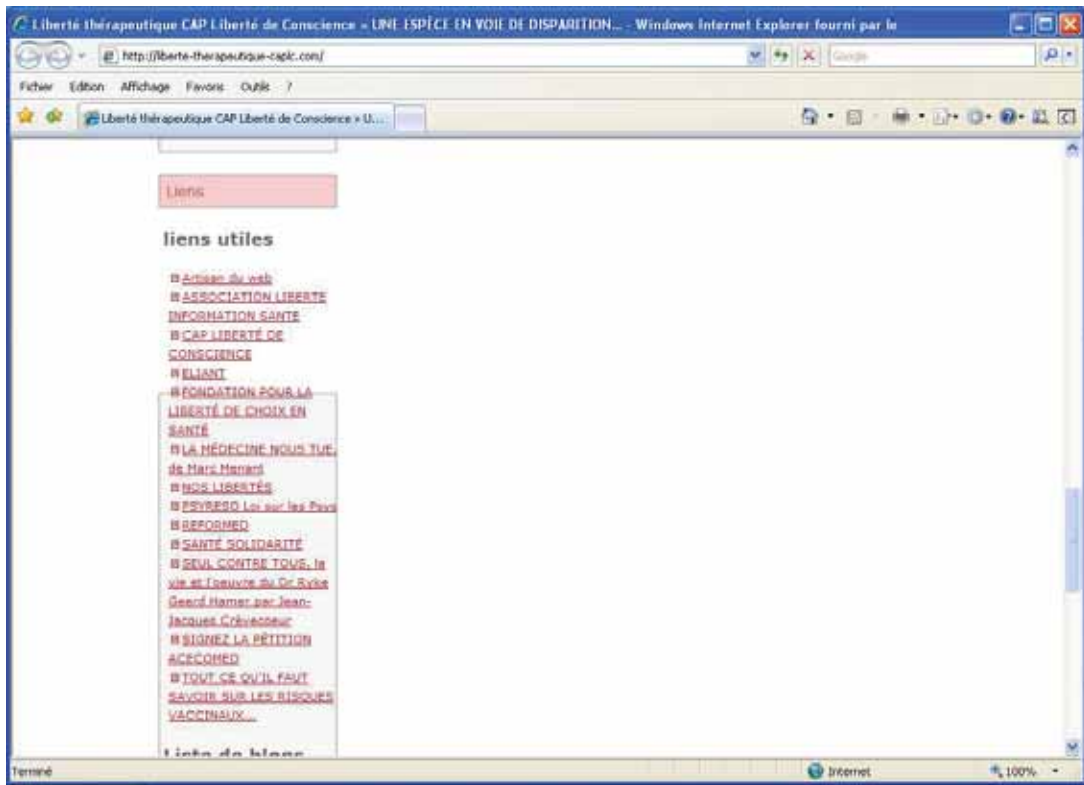 Liberté thérapeutique CAP Liberté de Conscience » UNE ESPÈCE EN VOIE DE DISPARITION... - Windows Internet Explorer fourni par le
http://liberte-therapeutique-caplc.com/
Google
Fichier Edition Affichage Favoris Outils ?
Liberté thérapeutique CAP Liberté de Conscience » U...
Liens
liens utiles
Artisan du web
ASSOCIATION LIBERTE
INFORMATION SANTE
CAP LIBERTÉ DE
CONSCIENCE
ELIANT
FONDATION POUR LA
LIBERTÉ DE CHOIX EN
SANTÉ
LA MÉDECINE NOUS TUE,
de Marc Menant
NOS LIBERTÉS
PSYRESO Loi sur les Psys
REFORMED
SANTÉ SOLIDARITÉ
SEUL CONTRE TOUS, la
vie et l'oeuvre du Dr Ryke
Geerd Hamer par Jean-
Jacques Crèvecoeur
SIGNEZ LA PÉTITION
ACECOMED
TOUT CE QU'IL FAUT
SAVOIR SUR LES RISQUES
VACCINAUX...
Liste de blogs
Terminé
Internet
100%